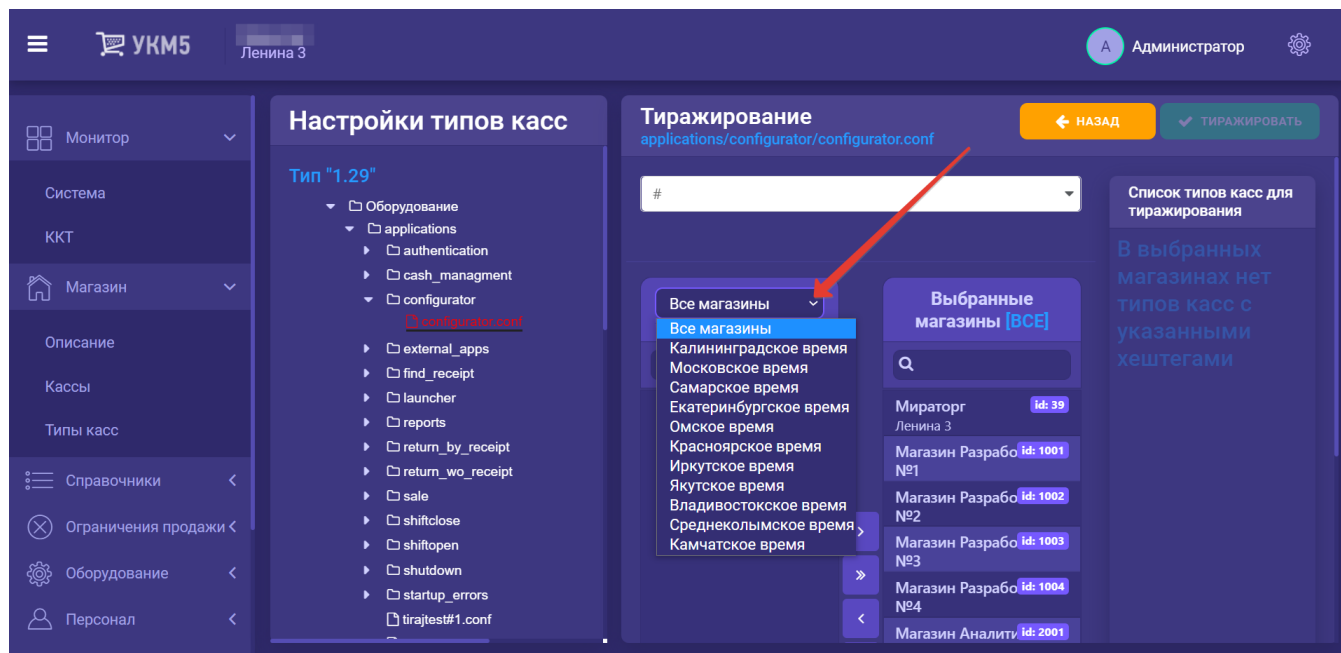 УКМ5
Ленина 3
А
Администратор
Монитор
Система
ККТ
Магазин
Описание
Кассы
Типы касс
Справочники
Ограничения продажи
Оборудование
Персонал
Настройки типов касс
Тип "1.29"
Оборудование
applications
authentication
cash_managment
configurator
configurator.conf
external_apps
find_receipt
launcher
reports
return_by_receipt
return_wo_receipt
sale
shiftclose
shiftopen
shutdown
startup_errors
tirajtest#1.conf
Тиражирование
applications/configurator/configurator.conf
НАЗАД
ТИРАЖИРОВАТЬ
#
Все магазины
Все магазины
Калининградское время
Московское время
Самарское время
Екатеринбургское время
Омское время
Красноярское время
Иркутское время
Якутское время
Владивостокское время
Среднеколымское время
Камчатское время
Выбранные
магазины [ВСЕ]
Мираторг id: 39
Ленина 3
Магазин Разрабо id: 1001
№1
Магазин Разрабо id: 1002
№2
Магазин Разрабо id: 1003
№3
Магазин Разрабо id: 1004
№4
Магазин Аналити id: 2001
Список типов касс для
тиражирования
В выбранных
магазинах нет
типов касс с
указанными
хештегами